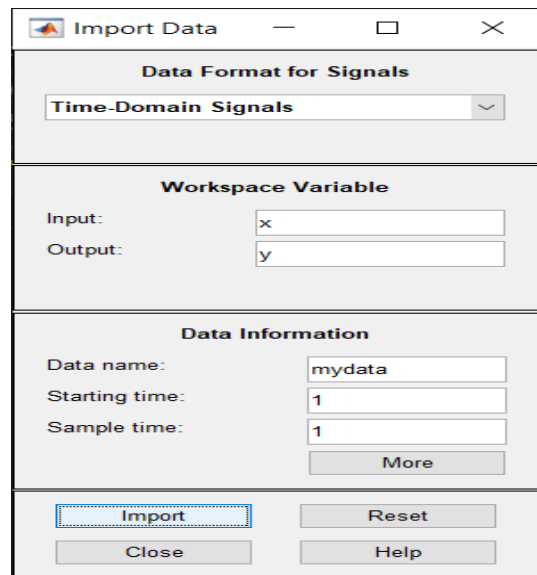 Import Data
Data Format for Signals
Time-Domain Signals
Workspace Variable
Input: x
Output: y
Data Information
Data name: mydata
Starting time: 1
Sample time: 1
More
Import Reset
Close Help